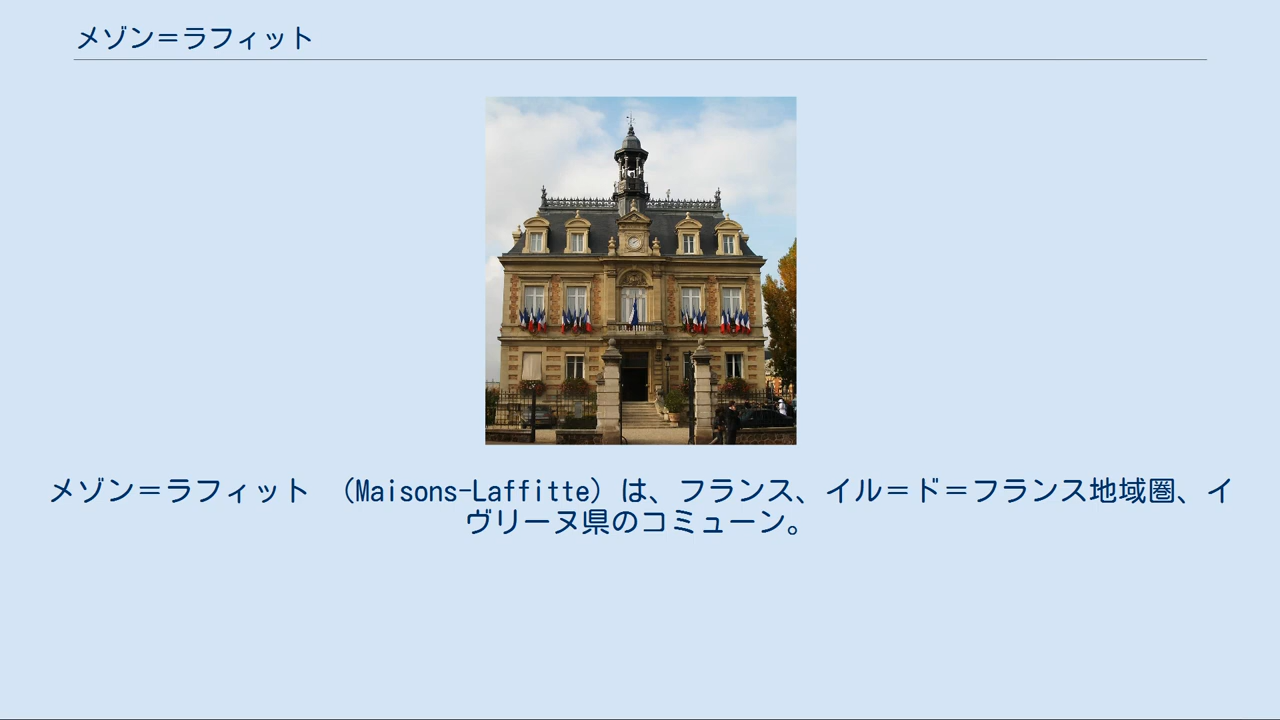 メゾン＝ラフィット
メゾン＝ラフィット　（Maisons-Laffitte）は、フランス、イル＝ド＝フランス地域圏、イ
ヴリーヌ県のコミューン。